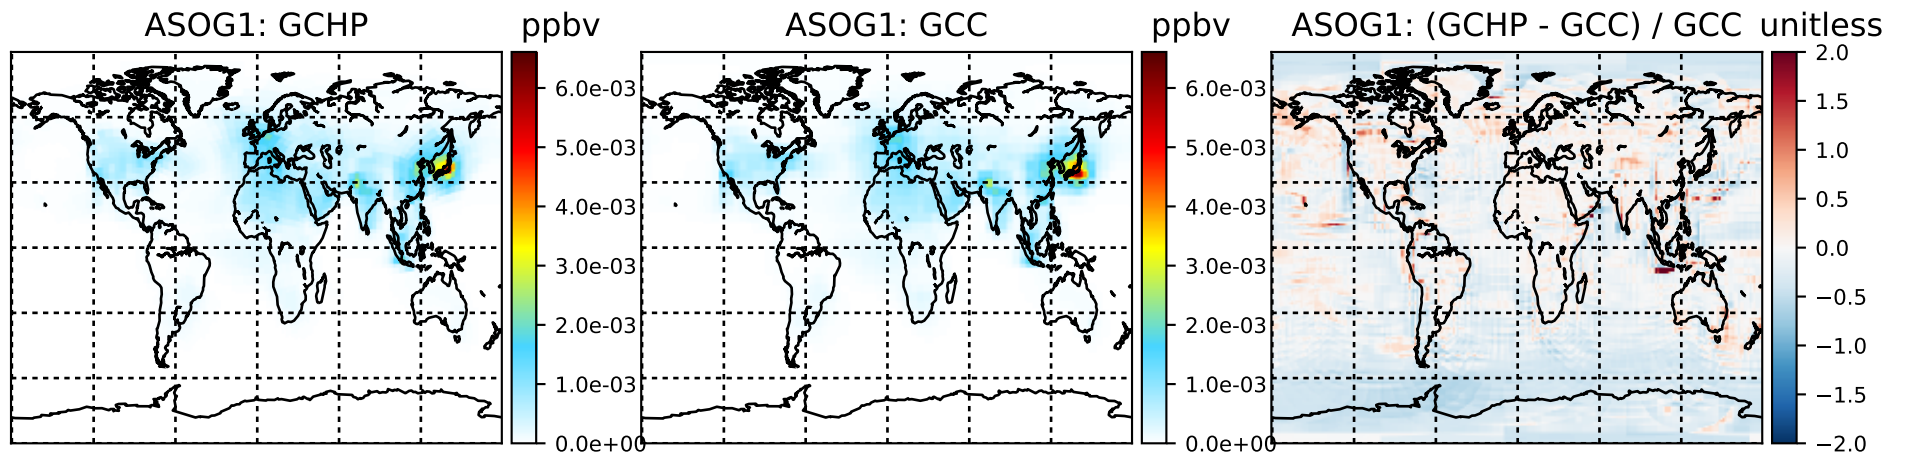 ASOG1: GCHP
ppbv
6.0e-03
5.0e-03
4.0e-03
3.0e-03
2.0e-03
1.0e-03
0.0e+00
ASOG1: GCC
ppbv
6.0e-03
5.0e-03
4.0e-03
3.0e-03
2.0e-03
1.0e-03
0.0e+00
ASOG1: (GCHP - GCC) / GCC
unitless
2.0
1.5
1.0
0.5
0.0
−0.5
−1.0
−1.5
−2.0